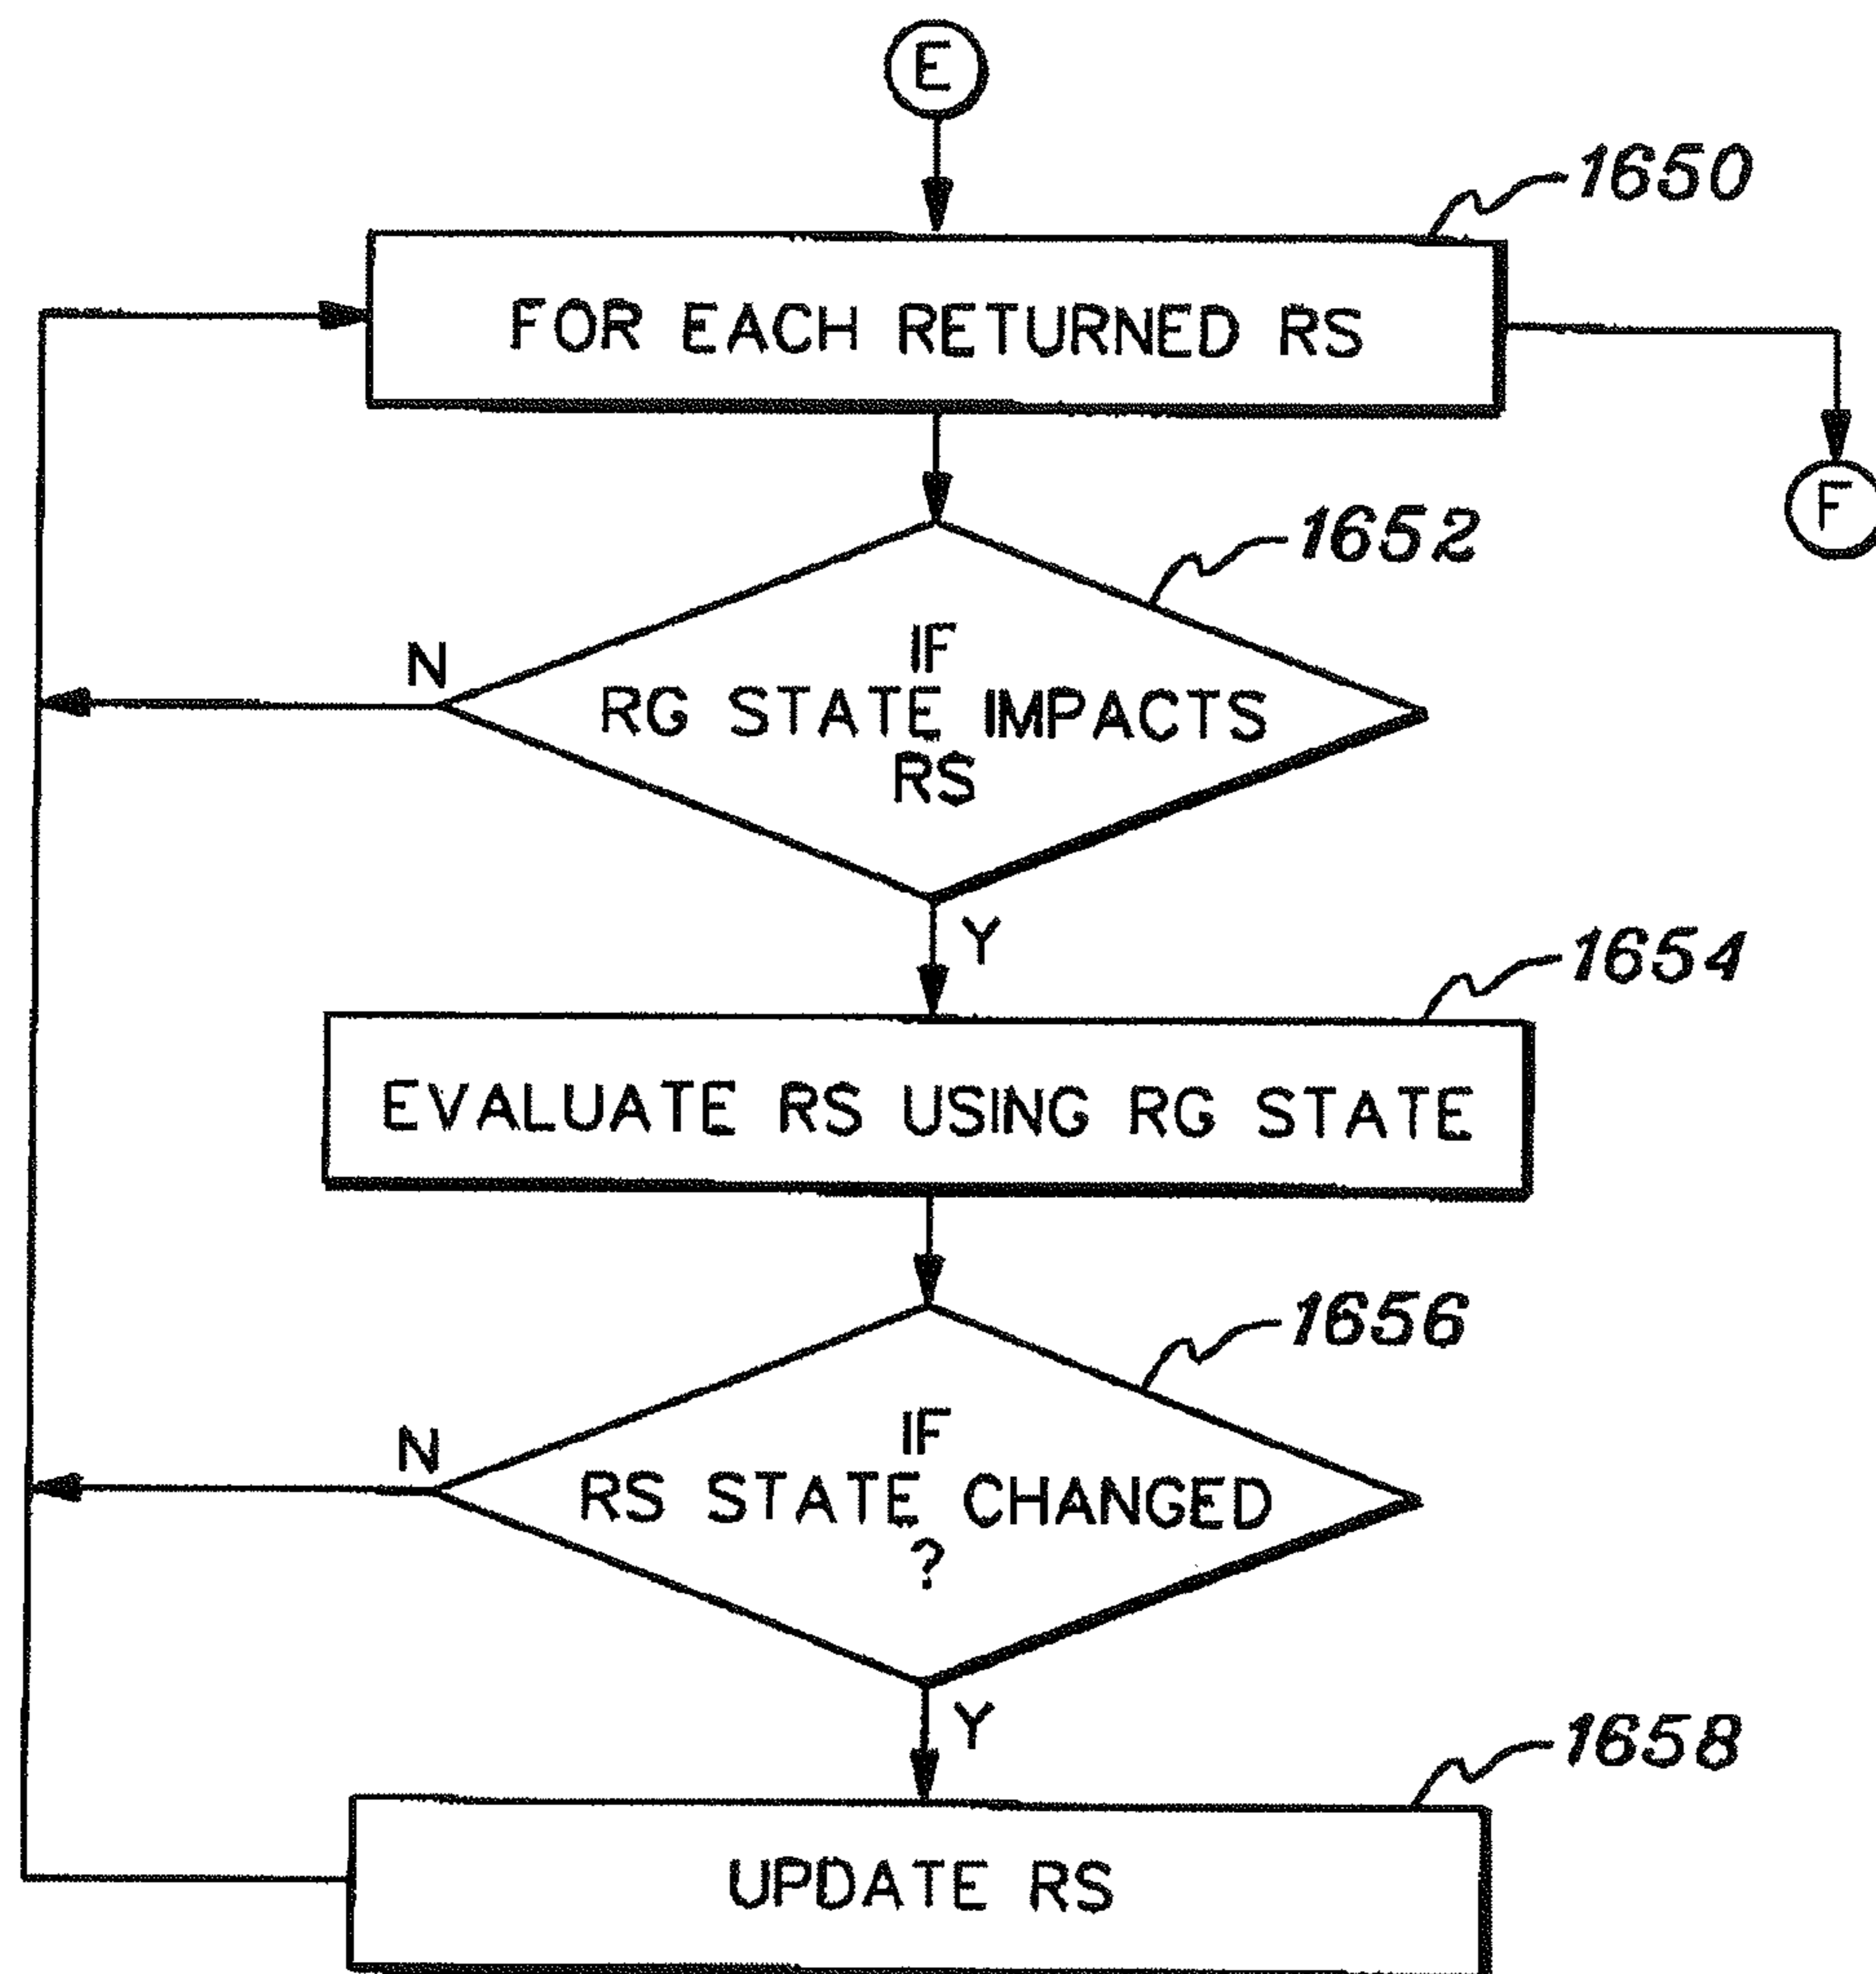 E
1650
FOR EACH RETURNED RS
F
1652
IF
RG STATE IMPACTS
RS
N
Y
1654
EVALUATE RS USING RG STATE
1656
IF
RS STATE CHANGED
?
N
Y
1658
UPDATE RS